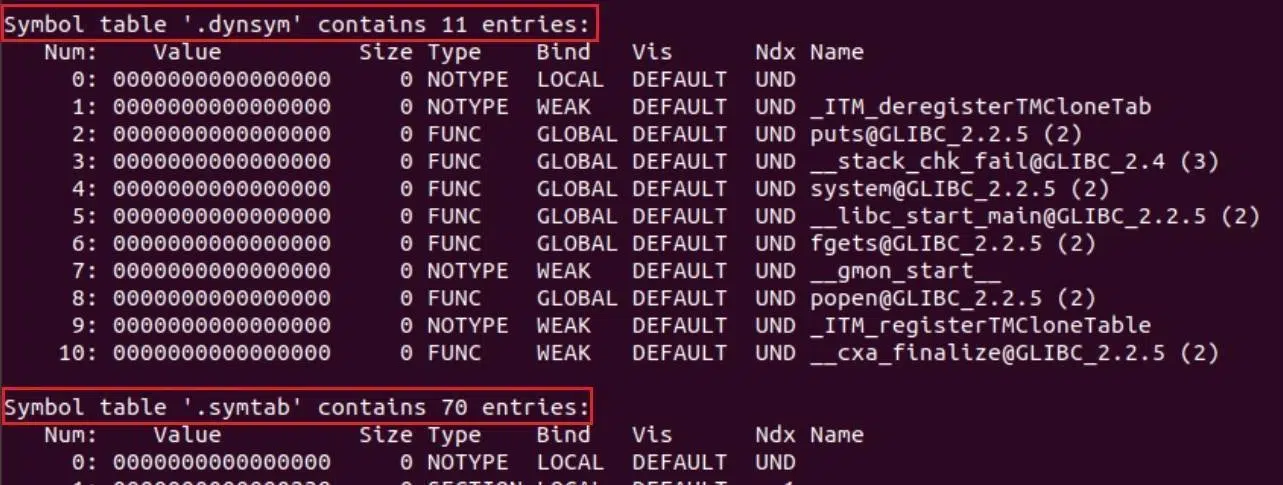 Symbol table '.dynsym' contains 11 entries:
Num: Value Size Type Bind Vis Ndx Name
0: 0000000000000000 0 NOTYPE LOCAL DEFAULT UND
1: 0000000000000000 0 NOTYPE WEAK DEFAULT UND _ITM_deregisterTMCloneTab
2: 0000000000000000 0 FUNC GLOBAL DEFAULT UND puts@GLIBC_2.2.5 (2)
3: 0000000000000000 0 FUNC GLOBAL DEFAULT UND __stack_chk_fail@GLIBC_2.4 (3)
4: 0000000000000000 0 FUNC GLOBAL DEFAULT UND system@GLIBC_2.2.5 (2)
5: 0000000000000000 0 FUNC GLOBAL DEFAULT UND __libc_start_main@GLIBC_2.2.5 (2)
6: 0000000000000000 0 FUNC GLOBAL DEFAULT UND fgets@GLIBC_2.2.5 (2)
7: 0000000000000000 0 NOTYPE WEAK DEFAULT UND __gmon_start__
8: 0000000000000000 0 FUNC GLOBAL DEFAULT UND popen@GLIBC_2.2.5 (2)
9: 0000000000000000 0 NOTYPE WEAK DEFAULT UND _ITM_registerTMCloneTable
10: 0000000000000000 0 FUNC WEAK DEFAULT UND __cxa_finalize@GLIBC_2.2.5 (2)
Symbol table '.symtab' contains 70 entries:
Num: Value Size Type Bind Vis Ndx Name
0: 0000000000000000 0 NOTYPE LOCAL DEFAULT UND